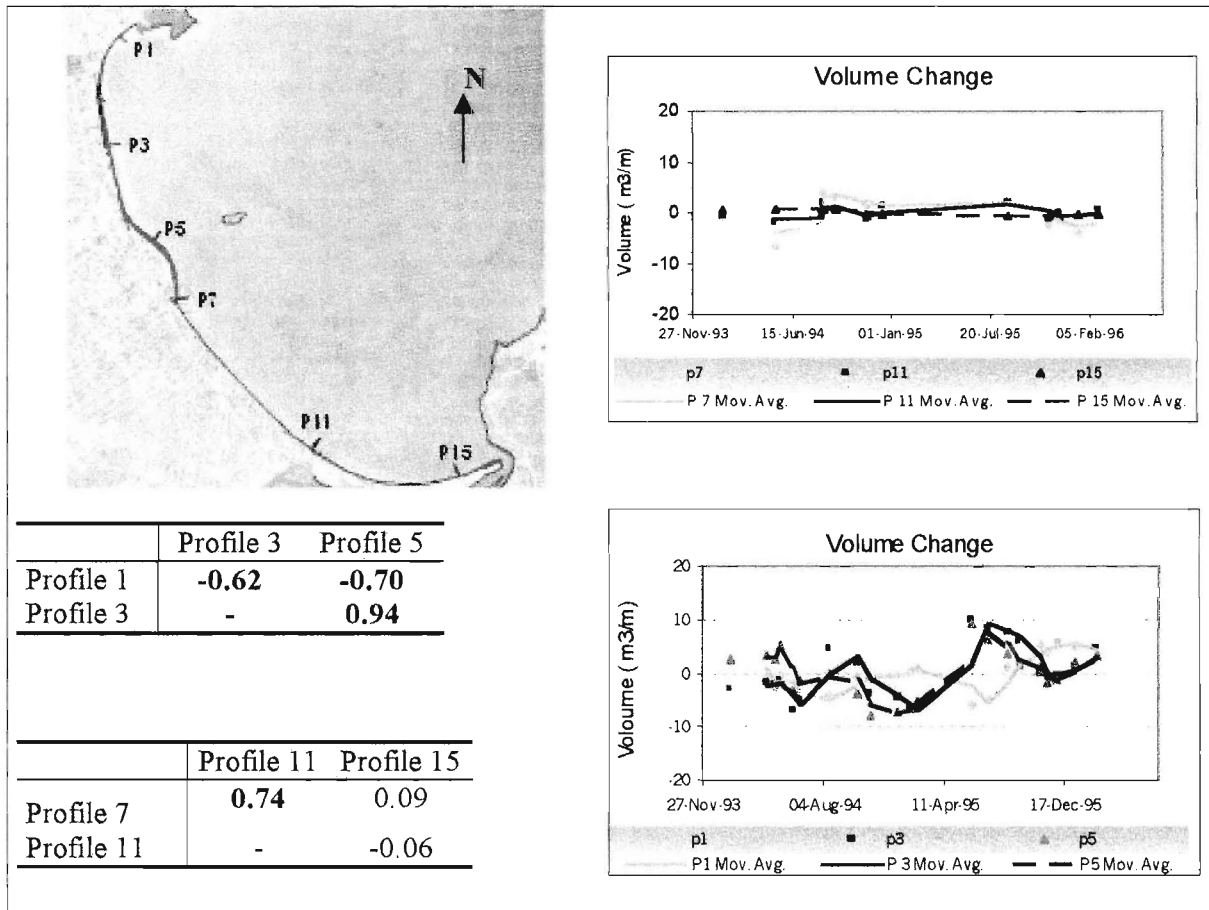 P1
N
P3
P5
P7
P11
P15
Profile 3 Profile 5
Profile 1 -0.62 -0.70
Profile 3 - 0.94
Profile 11 Profile 15
Profile 7 0.74 0.09
Profile 11 - -0.06
Volume Change
Volume ( m3/m)
20
10
0
-10
-20
27-Nov-93 15-Jun-94 01-Jan-95 20-Jul-95 05-Feb-96
p7 p11 p15
P 7 Mov. Avg. P 11 Mov. Avg. P 15 Mov. Avg.
Volume Change
Voloume ( m3/m)
20
10
0
-10
-20
27-Nov-93 04-Aug-94 11-Apr-95 17-Dec-95
p1 p3 p5
P1 Mov. Avg. P 3 Mov. Avg. P5 Mov. Avg.